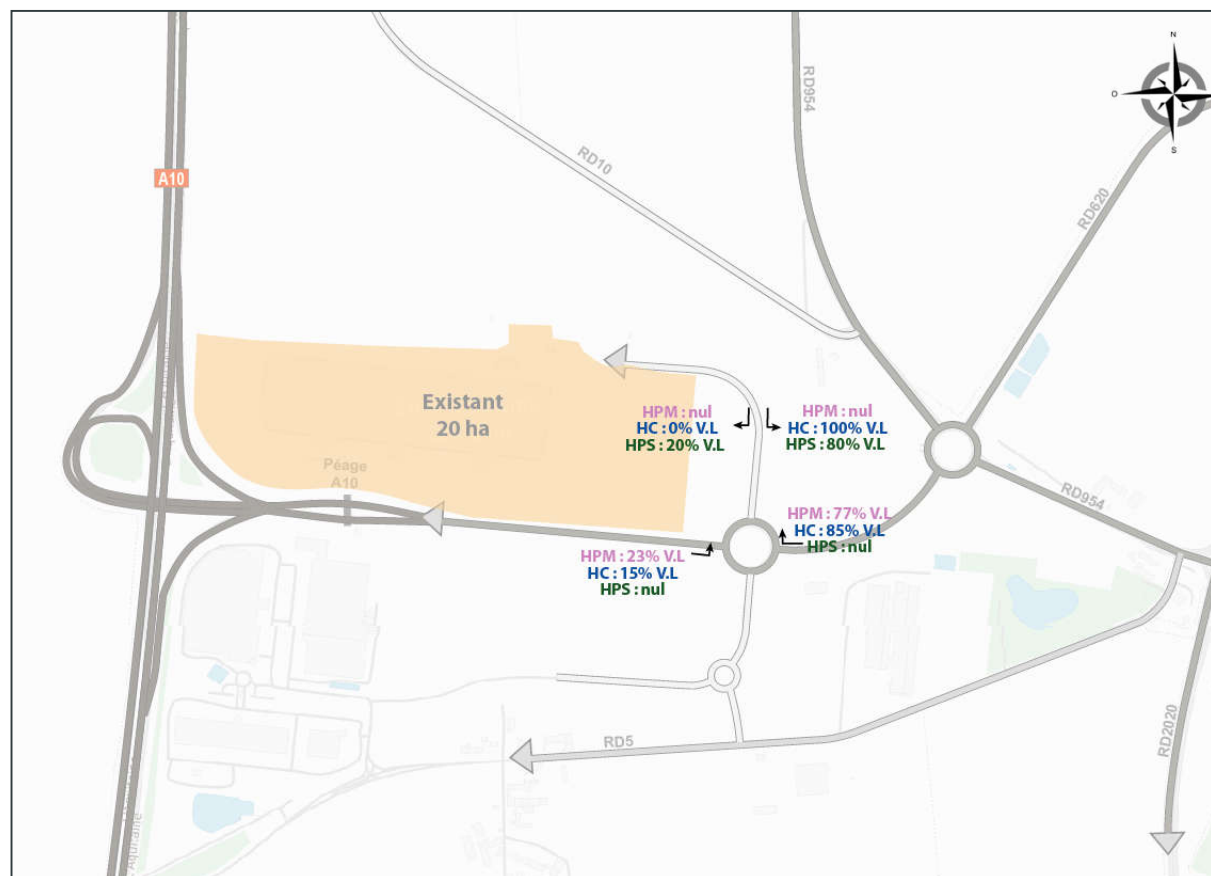 N
O
S
RD954
RD10
A10
RD620
Existant
20 ha
Péage
A10
HPM : nul
HC : 0% V.L
HPS : 20% V.L
HPM : nul
HC : 100% V.L
HPS : 80% V.L
RD954
HPM : 77% V.L
HC : 85% V.L
HPS : nul
HPM : 23% V.L
HC : 15% V.L
HPS : nul
RD5
RD2020
Aquitaine